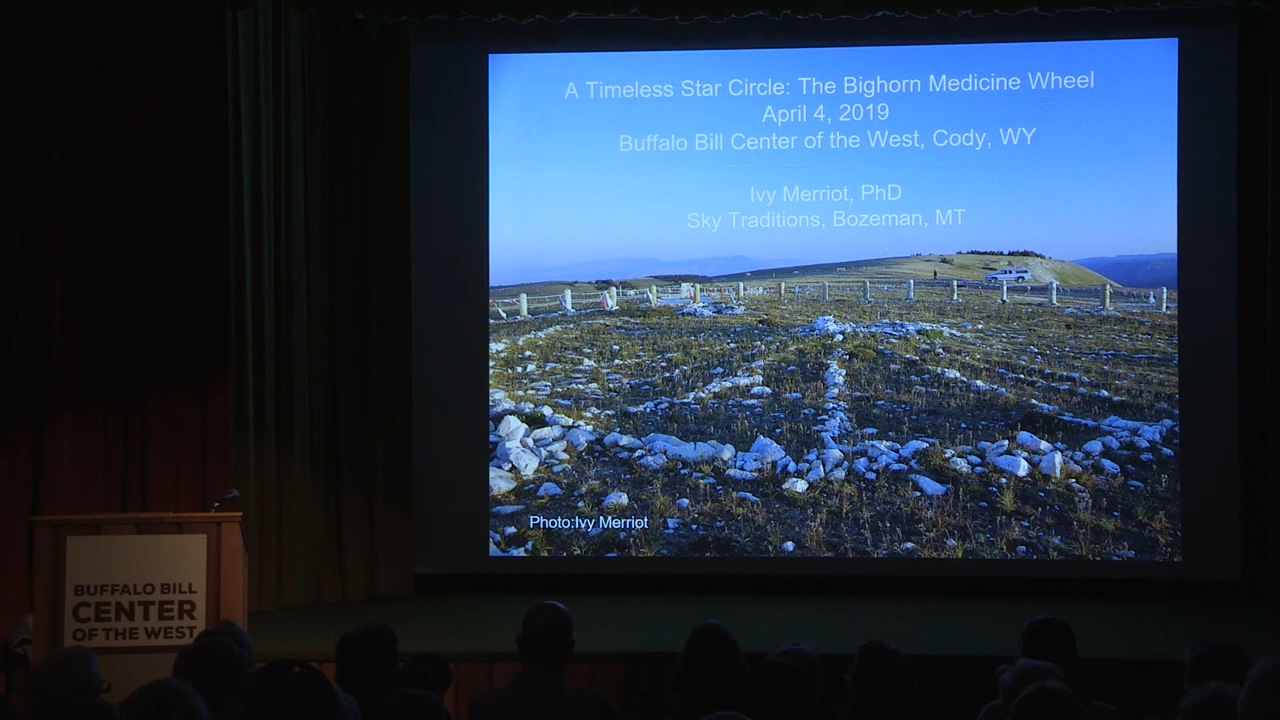 A Timeless Star Circle: The Bighorn Medicine Wheel
April 4, 2019
Buffalo Bill Center of the West, Cody, WY
Ivy Merriot, PhD
Sky Traditions, Bozeman, MT
Photo:Ivy Merriot
BUFFALO BILL
CENTER
OF THE WEST